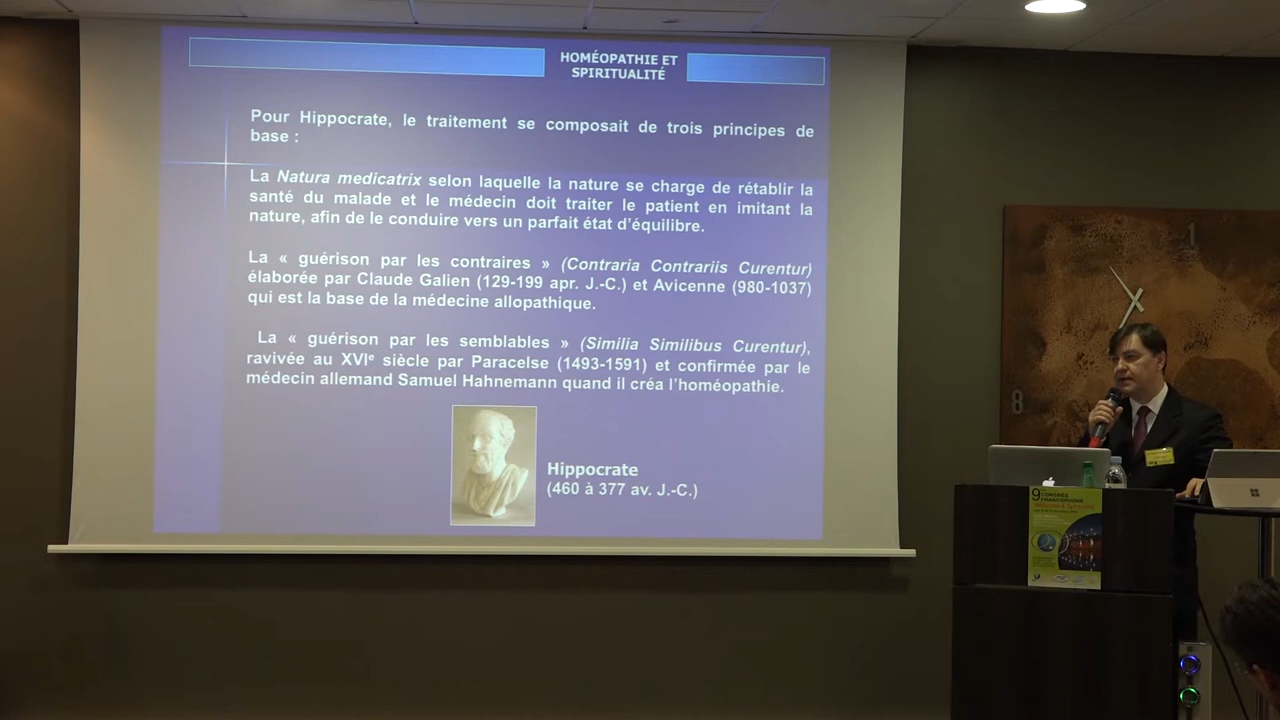 HOMÉOPATHIE ET
SPIRITUALITÉ
Pour Hippocrate, le traitement se composait de trois principes de
base :
La Natura medicatrix selon laquelle la nature se charge de rétablir la
santé du malade et le médecin doit traiter le patient en imitant la
nature, afin de le conduire vers un parfait état d’équilibre.
La « guérison par les contraires » (Contraria Contrariis Curentur)
élaborée par Claude Galien (129-199 apr. J.-C.) et Avicenne (980-1037)
qui est la base de la médecine allopathique.
La « guérison par les semblables » (Similia Similibus Curentur),
ravivée au XVIe siècle par Paracelse (1493-1591) et confirmée par le
médecin allemand Samuel Hahnemann quand il créa l’homéopathie.
Hippocrate
(460 à 377 av. J.-C.)
1
8
9
CONGRÈS
FRANCOPHONE